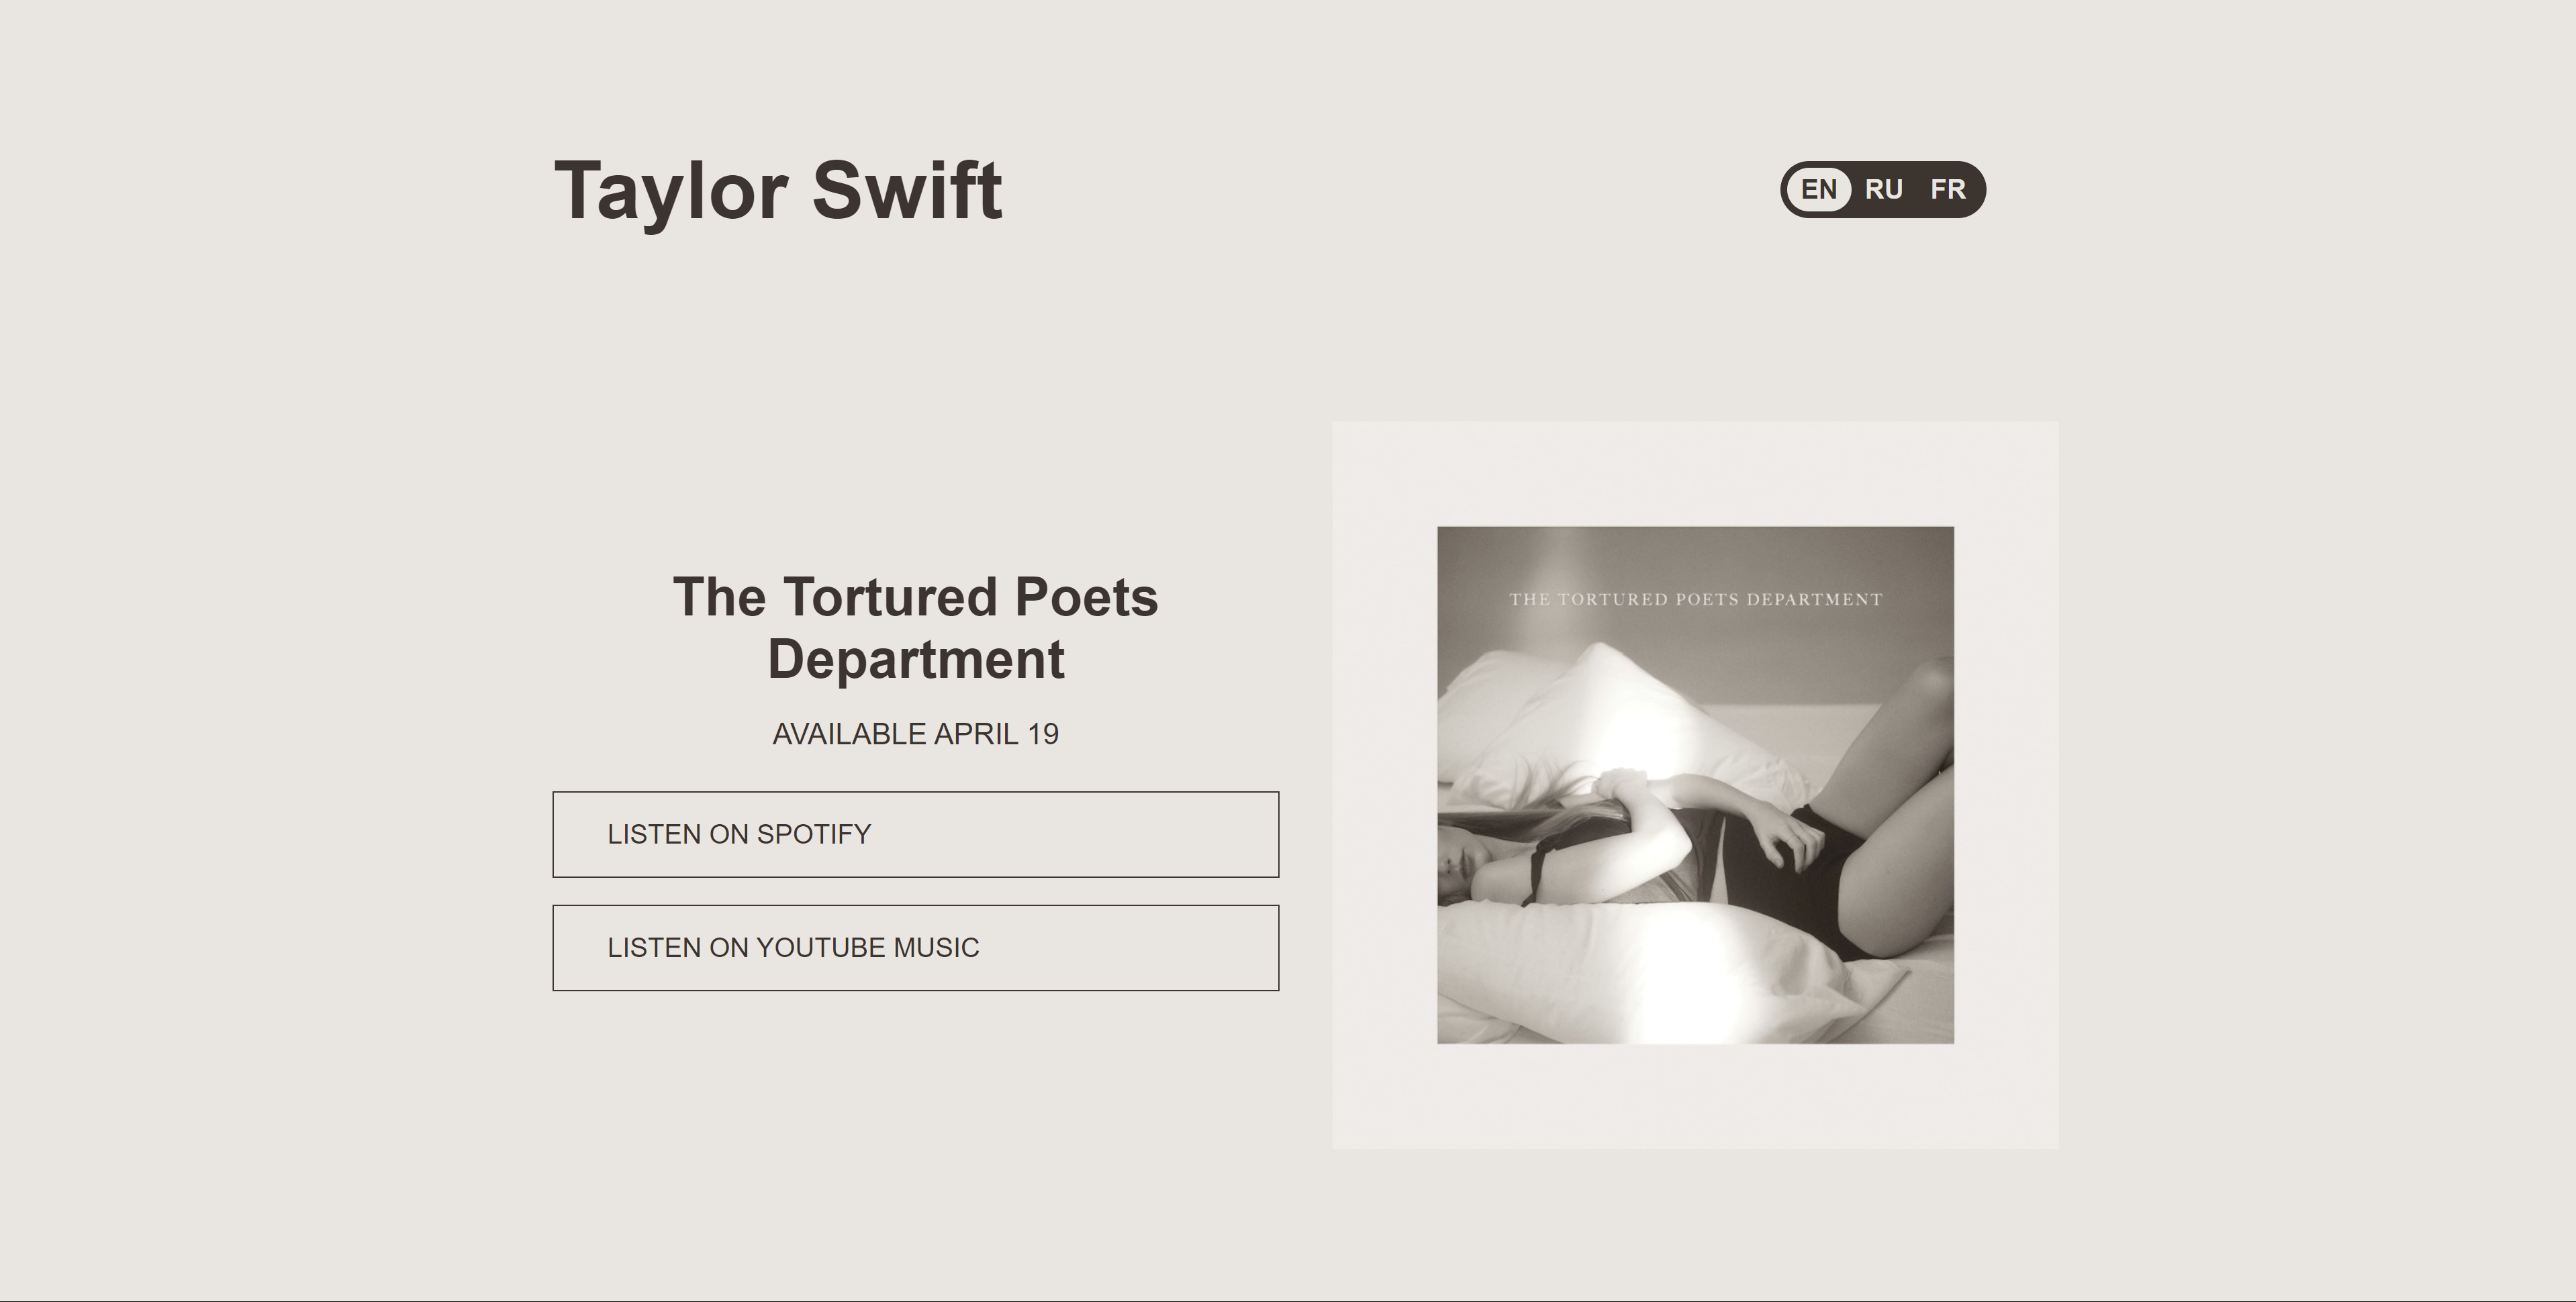 Taylor Swift
EN RU FR
The Tortured Poets
Department
AVAILABLE APRIL 19
LISTEN ON SPOTIFY
LISTEN ON YOUTUBE MUSIC
THE TORTURED POETS DEPARTMENT